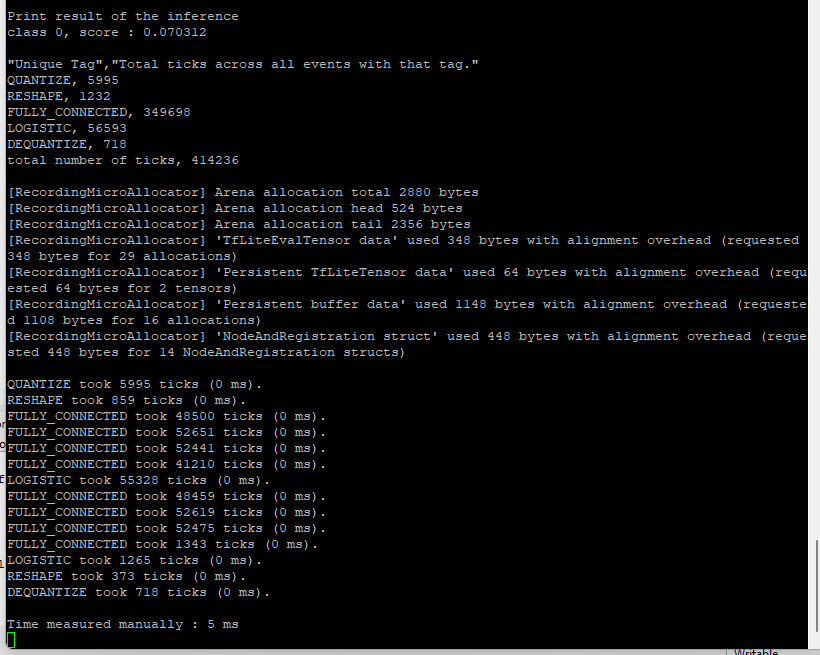 Print result of the inference
class 0, score : 0.070312
"Unique Tag","Total ticks across all events with that tag."
QUANTIZE, 5995
RESHAPE, 1232
FULLY_CONNECTED, 349698
LOGISTIC, 56593
DEQUANTIZE, 718
total number of ticks, 414236
[RecordingMicroAllocator] Arena allocation total 2880 bytes
[RecordingMicroAllocator] Arena allocation head 524 bytes
[RecordingMicroAllocator] Arena allocation tail 2356 bytes
[RecordingMicroAllocator] 'TfLiteEvalTensor data' used 348 bytes with alignment overhead (requested
348 bytes for 29 allocations)
[RecordingMicroAllocator] 'Persistent TfLiteTensor data' used 64 bytes with alignment overhead (requ
ested 64 bytes for 2 tensors)
[RecordingMicroAllocator] 'Persistent buffer data' used 1148 bytes with alignment overhead (requeste
d 1108 bytes for 16 allocations)
[RecordingMicroAllocator] 'NodeAndRegistration struct' used 448 bytes with alignment overhead (reque
sted 448 bytes for 14 NodeAndRegistration structs)
QUANTIZE took 5995 ticks (0 ms).
RESHAPE took 859 ticks (0 ms).
FULLY_CONNECTED took 48500 ticks (0 ms).
FULLY_CONNECTED took 52651 ticks (0 ms).
FULLY_CONNECTED took 52441 ticks (0 ms).
FULLY_CONNECTED took 41210 ticks (0 ms).
LOGISTIC took 55328 ticks (0 ms).
FULLY_CONNECTED took 48459 ticks (0 ms).
FULLY_CONNECTED took 52619 ticks (0 ms).
FULLY_CONNECTED took 52475 ticks (0 ms).
FULLY_CONNECTED took 1343 ticks (0 ms).
LOGISTIC took 1265 ticks (0 ms).
RESHAPE took 373 ticks (0 ms).
DEQUANTIZE took 718 ticks (0 ms).
Time measured manually : 5 ms
Writable